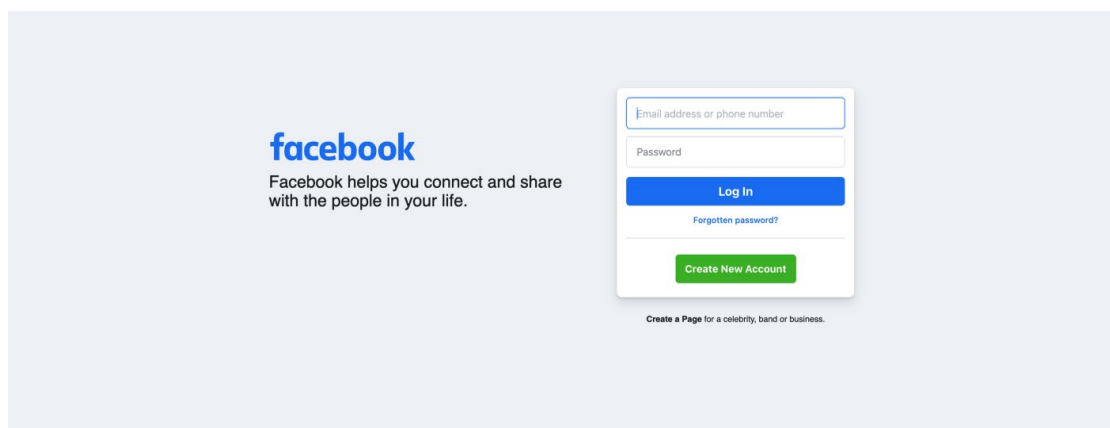 facebook
Facebook helps you connect and share
with the people in your life.
Email address or phone number
Password
Log In
Forgotten password?
Create New Account
Create a Page for a celebrity, band or business.